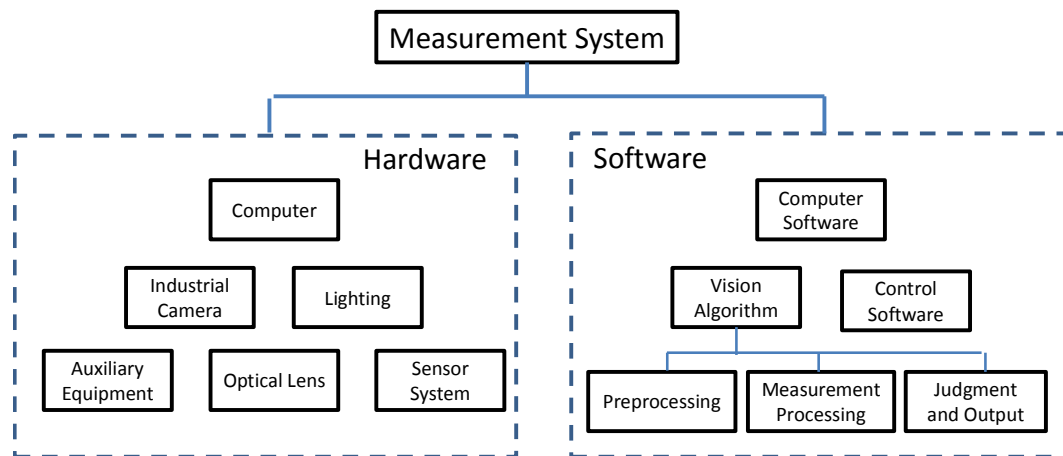 Measurement System
Hardware
Computer
Industrial
Camera
Lighting
Auxiliary
Equipment
Optical Lens
Sensor
System
Software
Computer
Software
Vision
Algorithm
Control
Software
Preprocessing
Measurement
Processing
Judgment
and Output